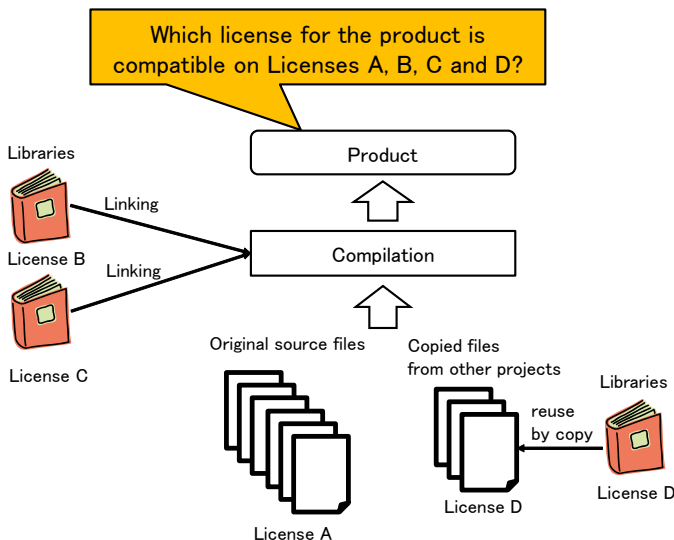 Which license for the product is
compatible on Licenses A, B, C and D?
Product
Libraries
Linking
License B
Linking
Compilation
License C
Original source files
Copied files
from other projects
Libraries
reuse
by copy
License D
License D
License A